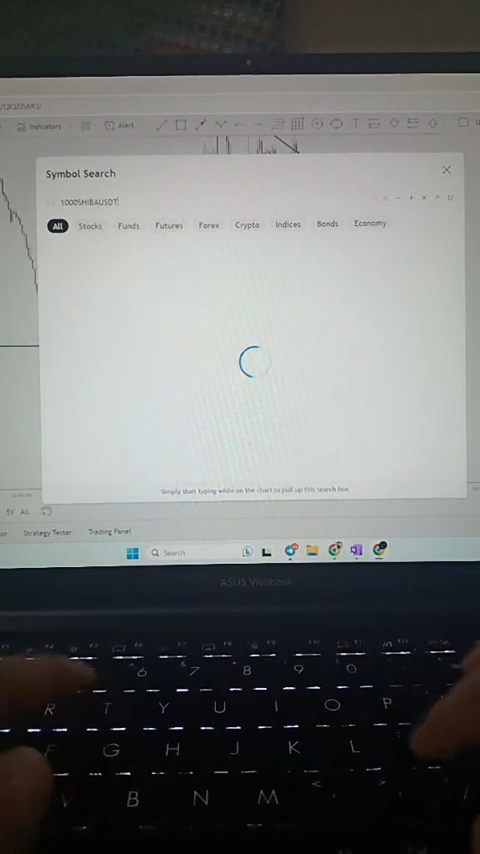 Indicators
Alert
Symbol Search
1000SHIBAUSDT
All Stocks Funds Futures Forex Crypto Indices Bonds Economy
Simply start typing while on the chart to pull up this search box
5Y All
Strategy Tester Trading Panel
Search
ASUS Vivobook
6 7 8 9 0
R T Y U I O P
F G H J K L
V B N M